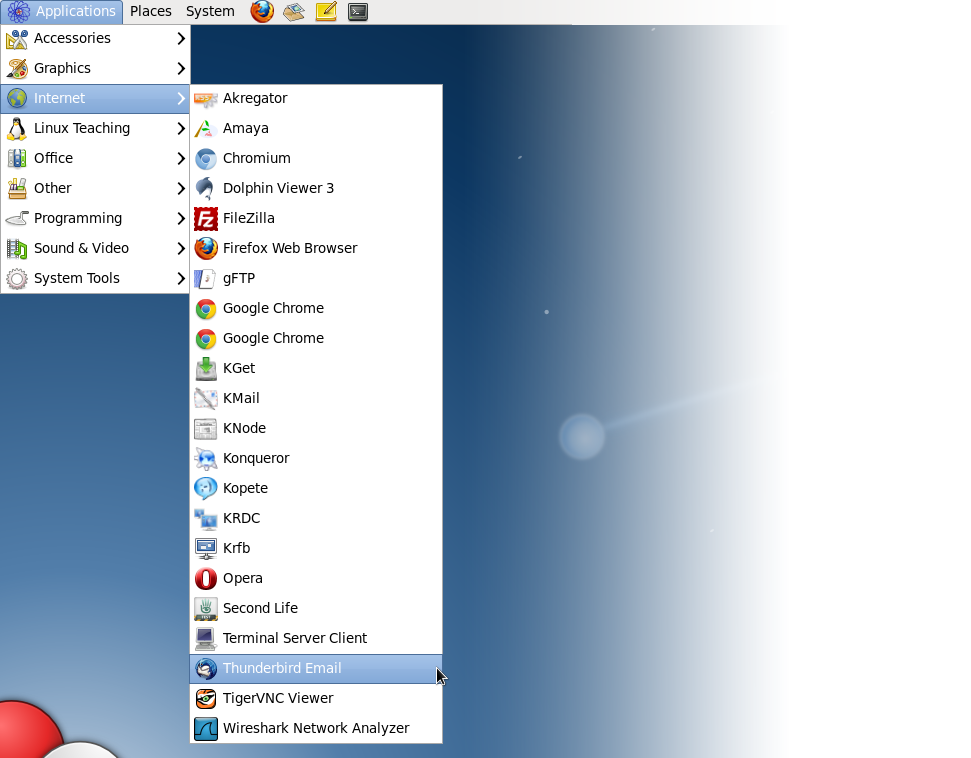 Applications Places System
Accessories
Graphics
Internet
Linux Teaching
Office
Other
Programming
Sound & Video
System Tools
Akregator
Amaya
Chromium
Dolphin Viewer 3
FileZilla
Firefox Web Browser
gFTP
Google Chrome
Google Chrome
KGet
KMail
KNode
Konqueror
Kopete
KRDC
Krfb
Opera
Second Life
Terminal Server Client
Thunderbird Email
TigerVNC Viewer
Wireshark Network Analyzer